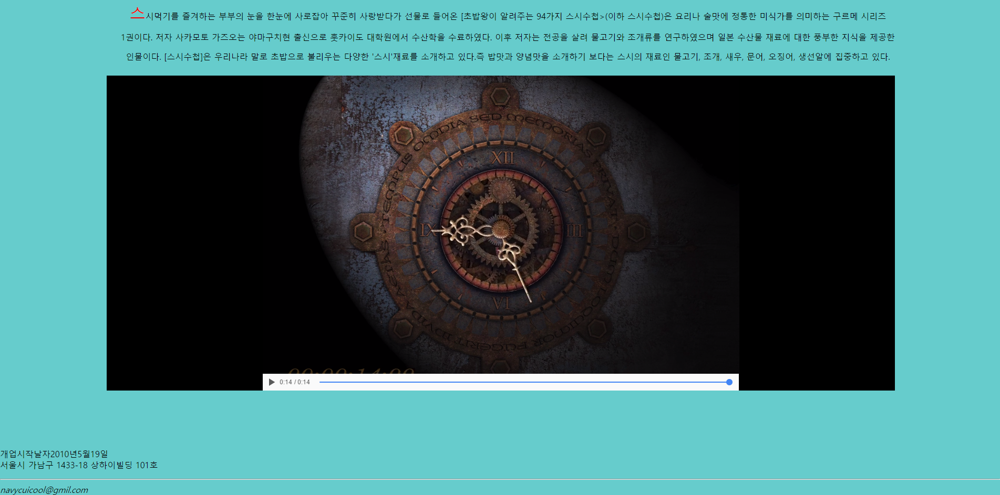 스시먹기를 즐겨하는 부부의 눈을 한눈에 사로잡아 꾸준히 사랑받다가 선물로 들어온 [초밥왕이 알려주는 94가지 스시수첩>(이하 스시수첩)은 요리나 술맛에 정통한 미식가를 의미하는 구르메 시리즈
1권이다. 저자 사카모토 가즈오는 야마구치현 출신으로 홋카이도 대학원에서 수산학을 수료하였다. 이후 저자는 전공을 살려 물고기와 조개류를 연구하였으며 일본 수산물 재료에 대한 풍부한 지식을 제공한
인물이다. [스시수첩]은 우리나라 말로 초밥으로 불리우는 다양한 '스시'재료를 소개하고 있다.즉 밥맛과 양념맛을 소개하기 보다는 스시의 재료인 물고기, 조개, 새우, 문어, 오징어, 생선알에 집중하고 있다.
TEMPUS OMNIA SED MEMORIAS PRIVAT
XII
IX
III
VI
00:00:14:00
0:14 / 0:14
개업시작날자2010년5월19일
서울시 가남구 1433-18 상하이빌딩 101호
navycuicool@gmil.com